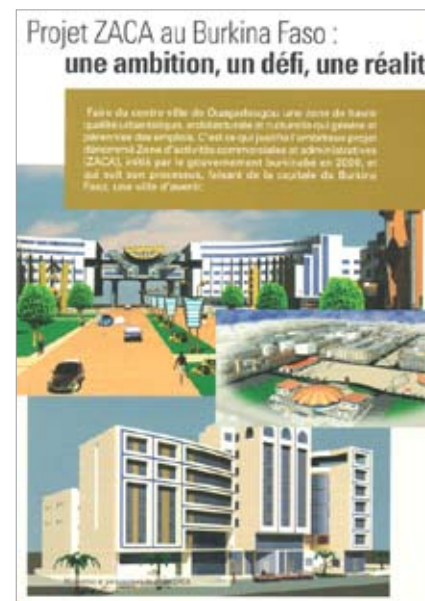 Projet ZACA au Burkina Faso :
une ambition, un défi, une réalit
Faire du centre ville de Ouagadougou une zone de haute
qualité urbanistique, architecturale et culturelle qui génère et
pérennise des emplois. C'est ce qui justifie l'ambitieux projet
dénommé Zone d'activités commerciales et administratives
(ZACA), initié par le gouvernement burkinabè en 2000, et
qui suit son processus, faisant de la capitale du Burkina
Faso, une ville d'avenir.